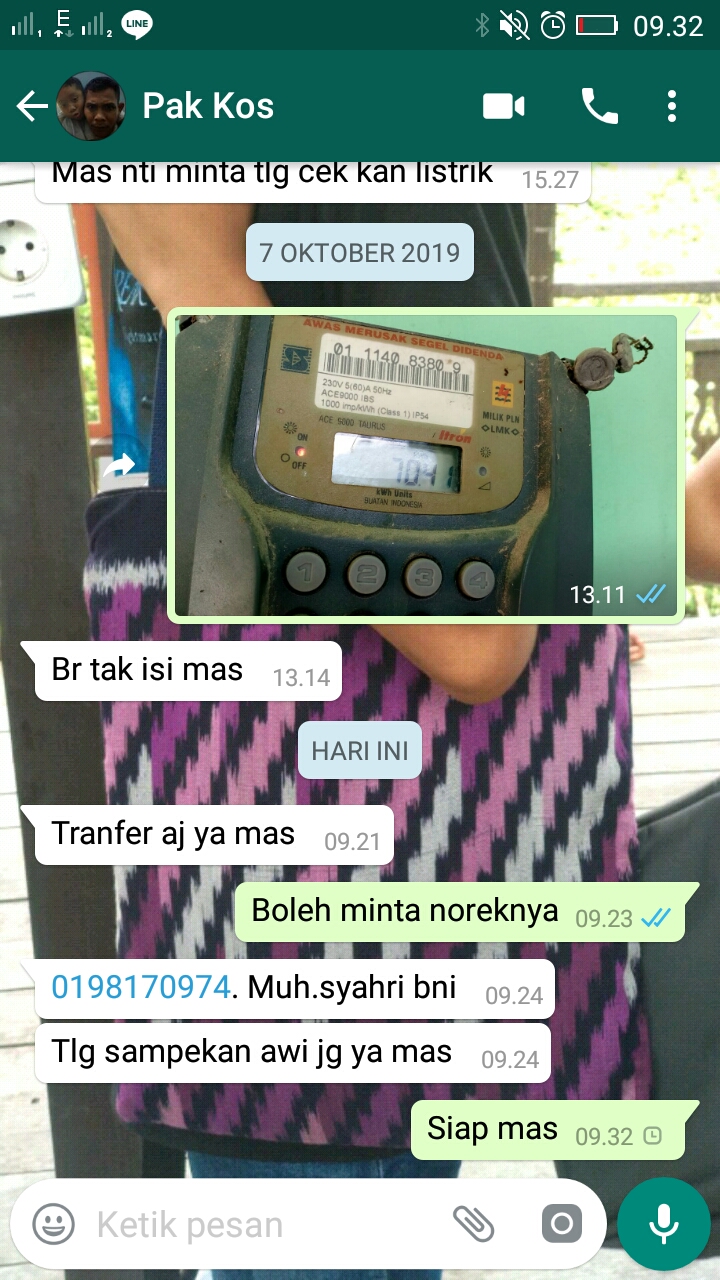 LINE
09.32
Pak Kos
Mas nti minta tlg cek kan listrik 15.27
7 OKTOBER 2019
AWAS MERUSAK SEGEL DIDENDA
01 1140 8380 9
230V 5(60)A 50Hz
ACE9000 IBS
1000 imp/kWh (Class 1) IP54
MILIK PLN
LMK
ACE 9000 TAURUS
Itron
ON
OFF
kWh Units
BUATAN INDONESIA
1 2 3 4
13.11
Br tak isi mas 13.14
HARI INI
Tranfer aj ya mas 09.21
Boleh minta noreknya 09.23
0198170974. Muh.syahri bni 09.24
Tlg sampekan awi jg ya mas 09.24
Siap mas 09.32
Ketik pesan